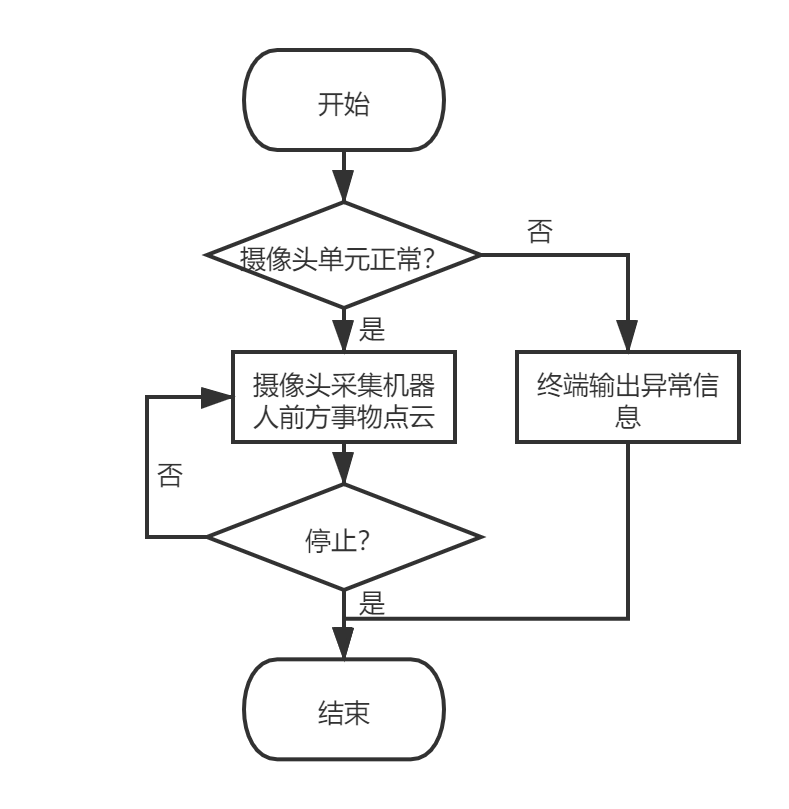 开始
摄像头单元正常?
否
是
摄像头采集机器
人前方事物点云
终端输出异常信
息
否
停止?
是
结束